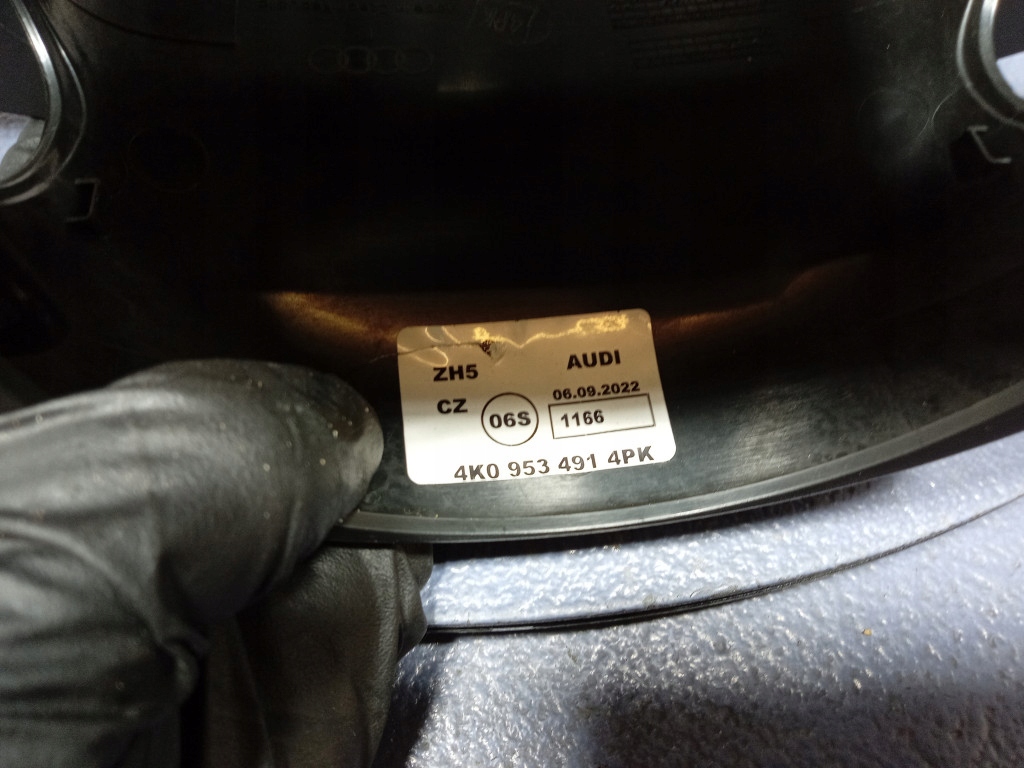 ZH5 AUDI
CZ 06S 06.09.2022
1166
4K0 953 491 4PK